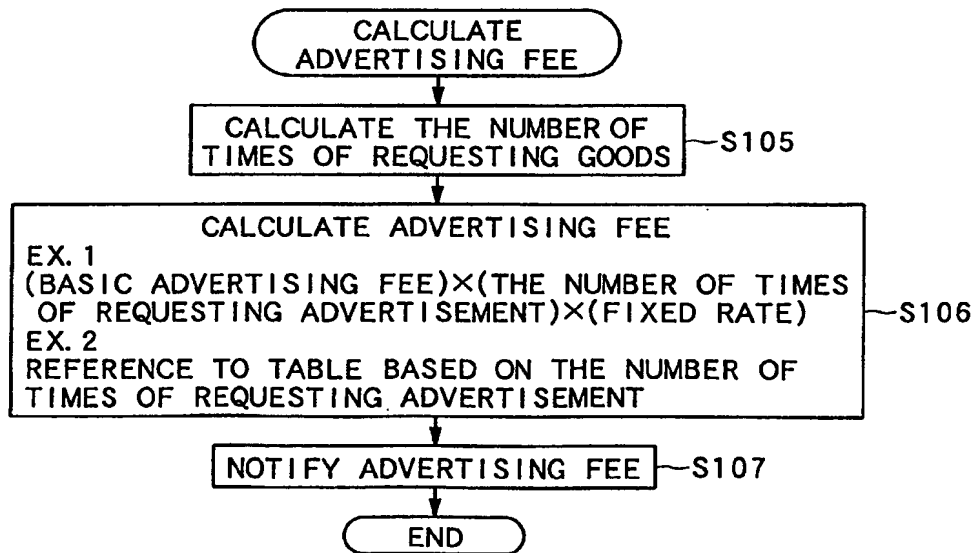 CALCULATE
ADVERTISING FEE
CALCULATE THE NUMBER OF
TIMES OF REQUESTING GOODS
S105
CALCULATE ADVERTISING FEE
EX. 1
(BASIC ADVERTISING FEE)×(THE NUMBER OF TIMES
OF REQUESTING ADVERTISEMENT)×(FIXED RATE)
EX. 2
REFERENCE TO TABLE BASED ON THE NUMBER OF
TIMES OF REQUESTING ADVERTISEMENT
S106
NOTIFY ADVERTISING FEE
S107
END